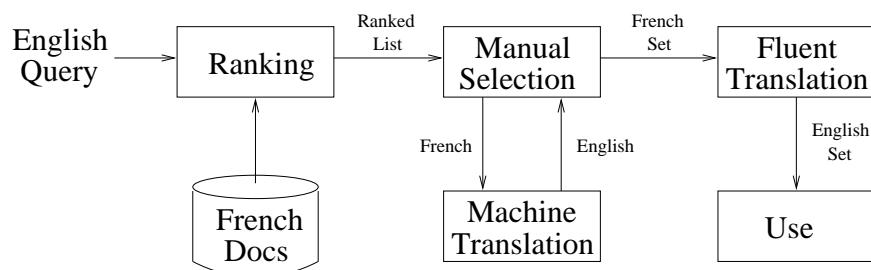 English
Query
Ranking
Ranked
List
Manual
Selection
French
Set
Fluent
Translation
French
English
English
Set
French
Docs
Machine
Translation
Use